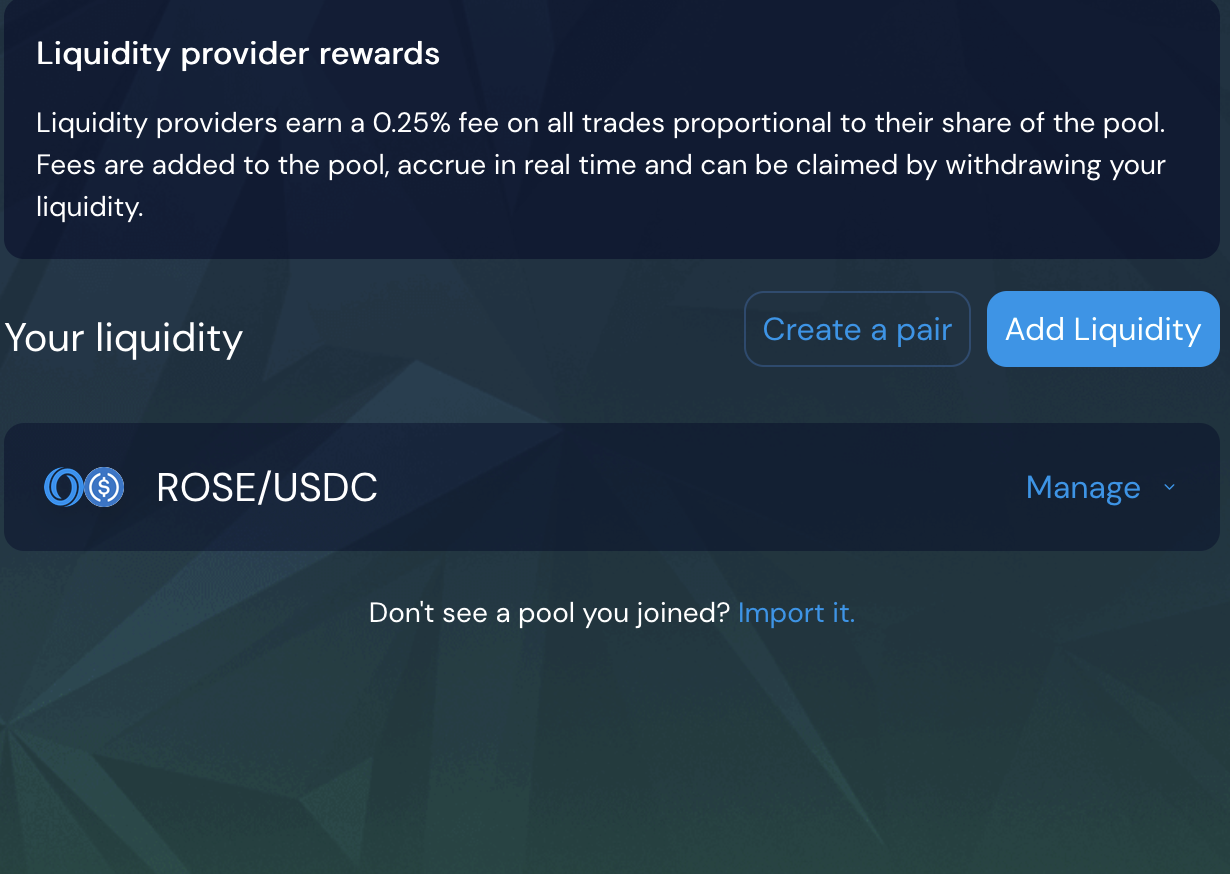 Liquidity provider rewards
Liquidity providers earn a 0.25% fee on all trades proportional to their share of the pool.
Fees are added to the pool, accrue in real time and can be claimed by withdrawing your
liquidity.
Your liquidity
Create a pair
Add Liquidity
ROSE/USDC
Manage
Don't see a pool you joined? Import it.